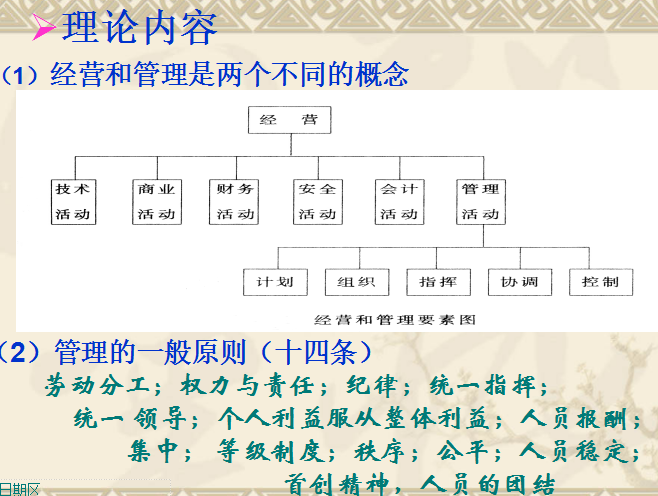 理论内容
（1）经营和管理是两个不同的概念
经 营
技术活动 商业活动 财务活动 安全活动 会计活动 管理活动
计划 组织 指挥 协调 控制
经营和管理要素图
（2）管理的一般原则（十四条）
劳动分工；权力与责任；纪律；统一指挥；
统一 领导；个人利益服从整体利益；人员报酬；
集中； 等级制度；秩序；公平；人员稳定；
首创精神，人员的团结
日期区